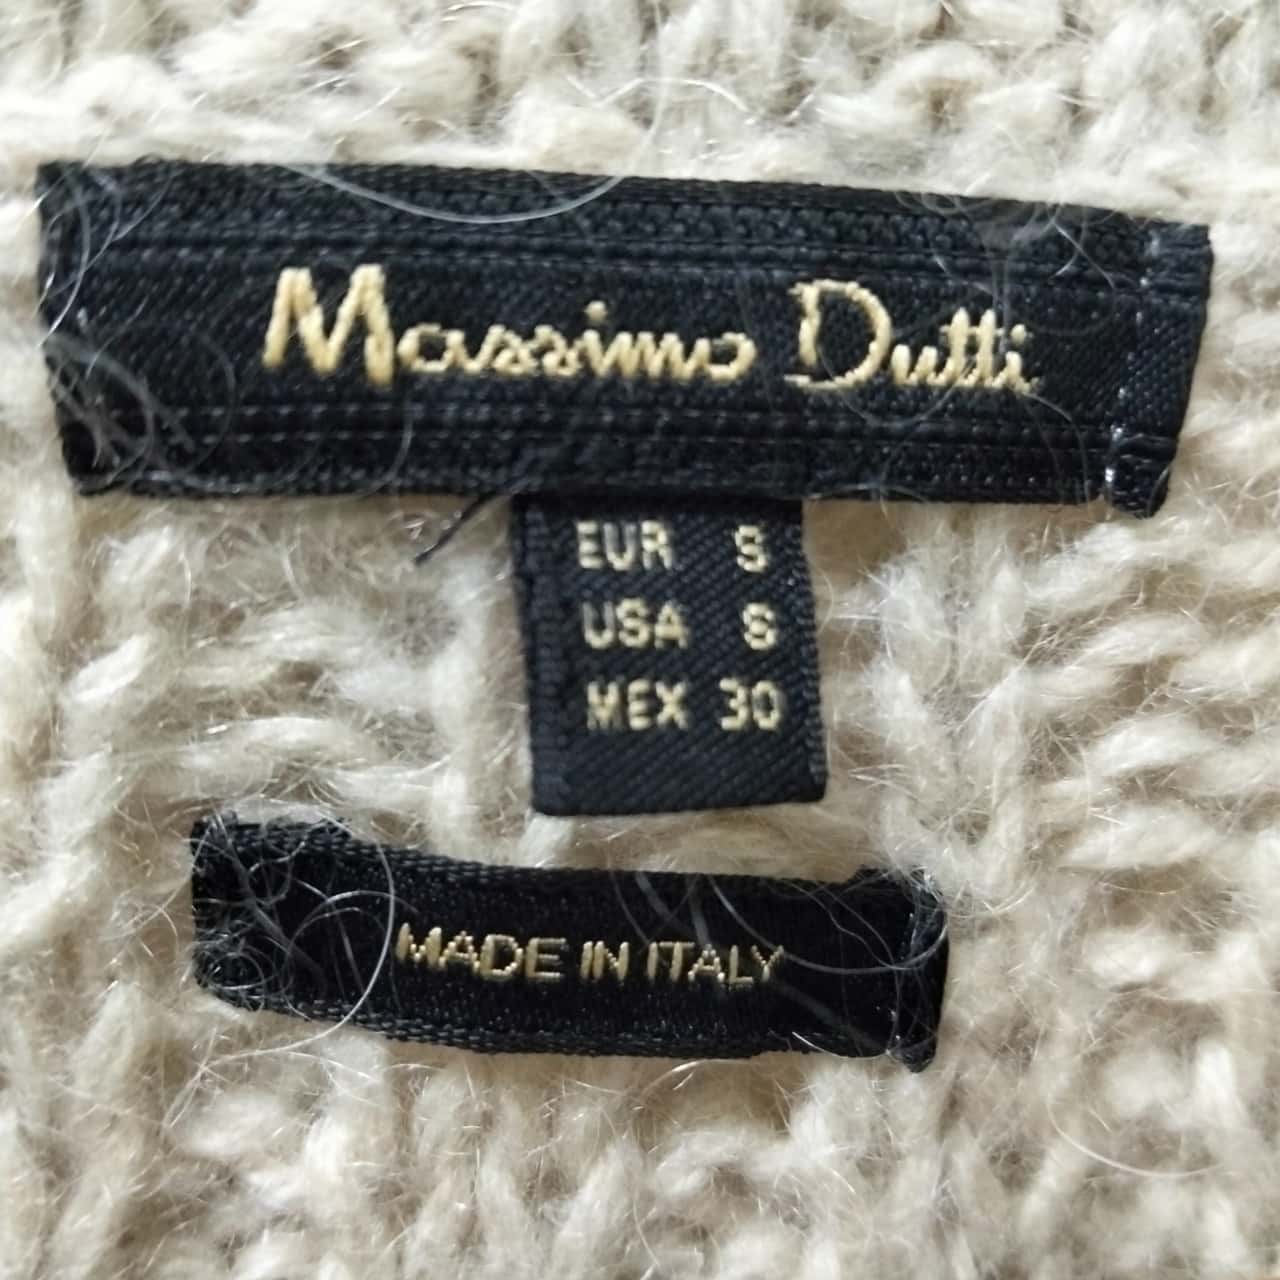 Massimo Dutti
EUR S
USA S
MEX 30
MADE IN ITALY